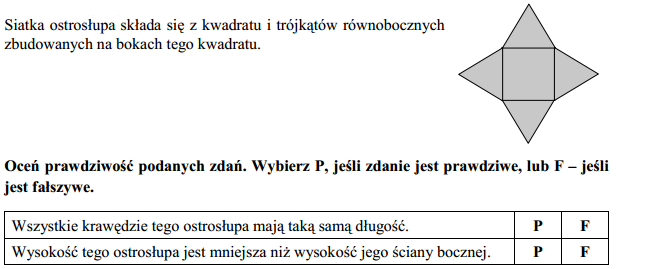 Siatka ostrosłupa składa się z kwadratu i trójkątów równobocznych
zbudowanych na bokach tego kwadratu.
Oceń prawdziwość podanych zdań. Wybierz P, jeśli zdanie jest prawdziwe, lub F – jeśli
jest fałszywe.
Wszystkie krawędzie tego ostrosłupa mają taką samą długość. P F
Wysokość tego ostrosłupa jest mniejsza niż wysokość jego ściany bocznej. P F